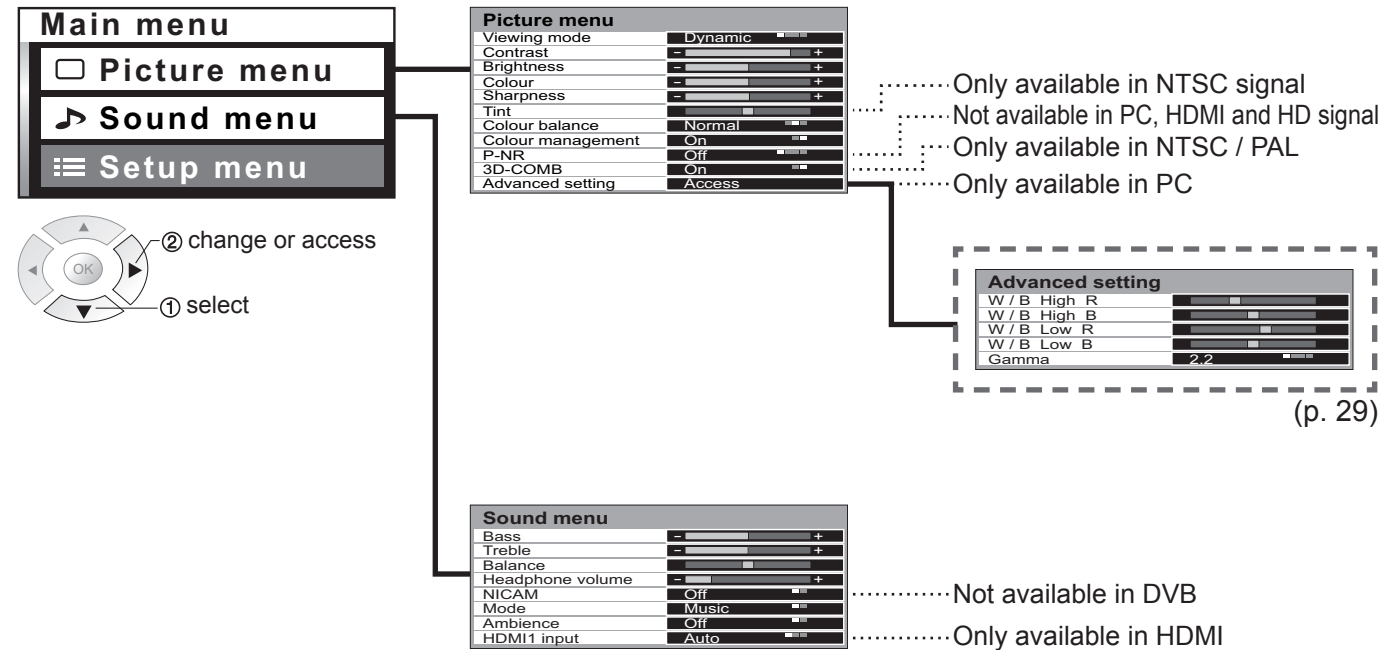 Main menu
Picture menu
Sound menu
Setup menu
OK
② change or access
① select
Picture menu
Viewing mode Dynamic
Contrast - +
Brightness - +
Colour - +
Sharpness - +
Tint
Colour balance Normal
Colour management On
P-NR Off
3D-COMB On
Advanced setting Access
Only available in NTSC signal
Not available in PC, HDMI and HD signal
Only available in NTSC / PAL
Only available in PC
Advanced setting
W / B High R
W / B High B
W / B Low R
W / B Low B
Gamma 2.2
(p. 29)
Sound menu
Bass - +
Treble - +
Balance
Headphone volume - +
NICAM Off
Mode Music
Ambience Off
HDMI1 input Auto
Not available in DVB
Only available in HDMI